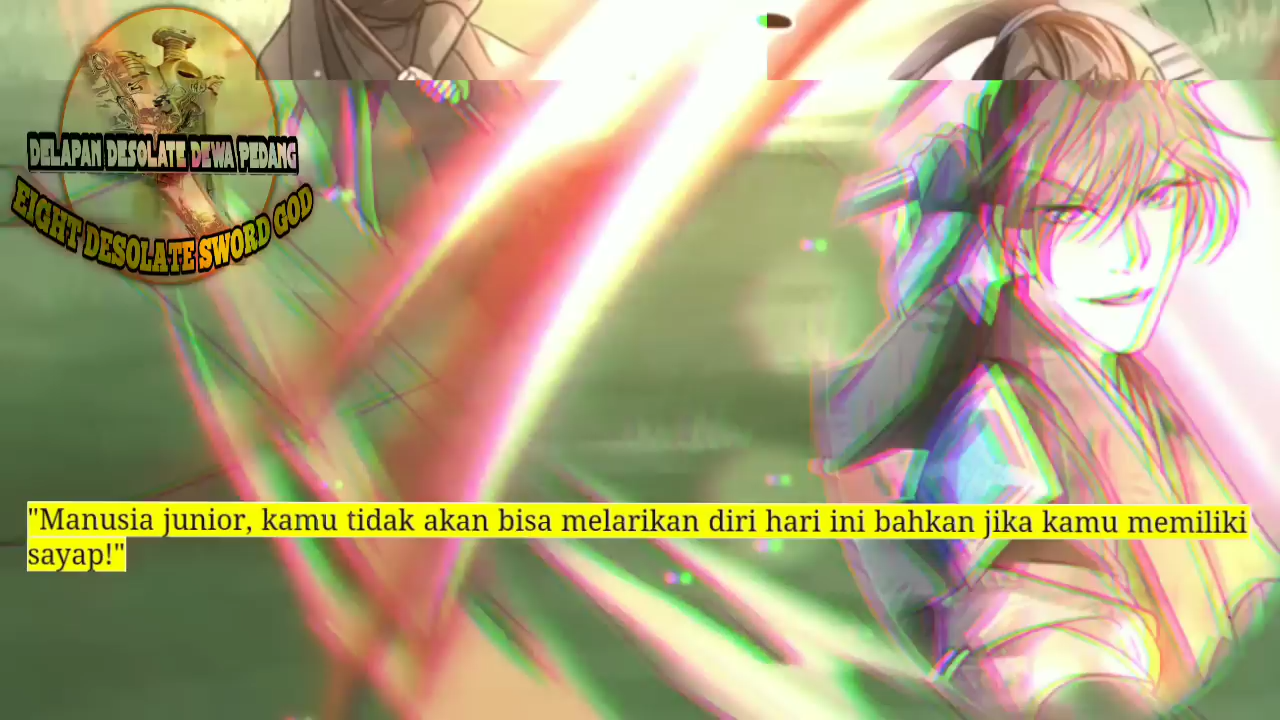 DELAPAN DESOLATE DEWA PEDANG
EIGHT DESOLATE SWORD GOD
"Manusia junior, kamu tidak akan bisa melarikan diri hari ini bahkan jika kamu memiliki
sayap!"